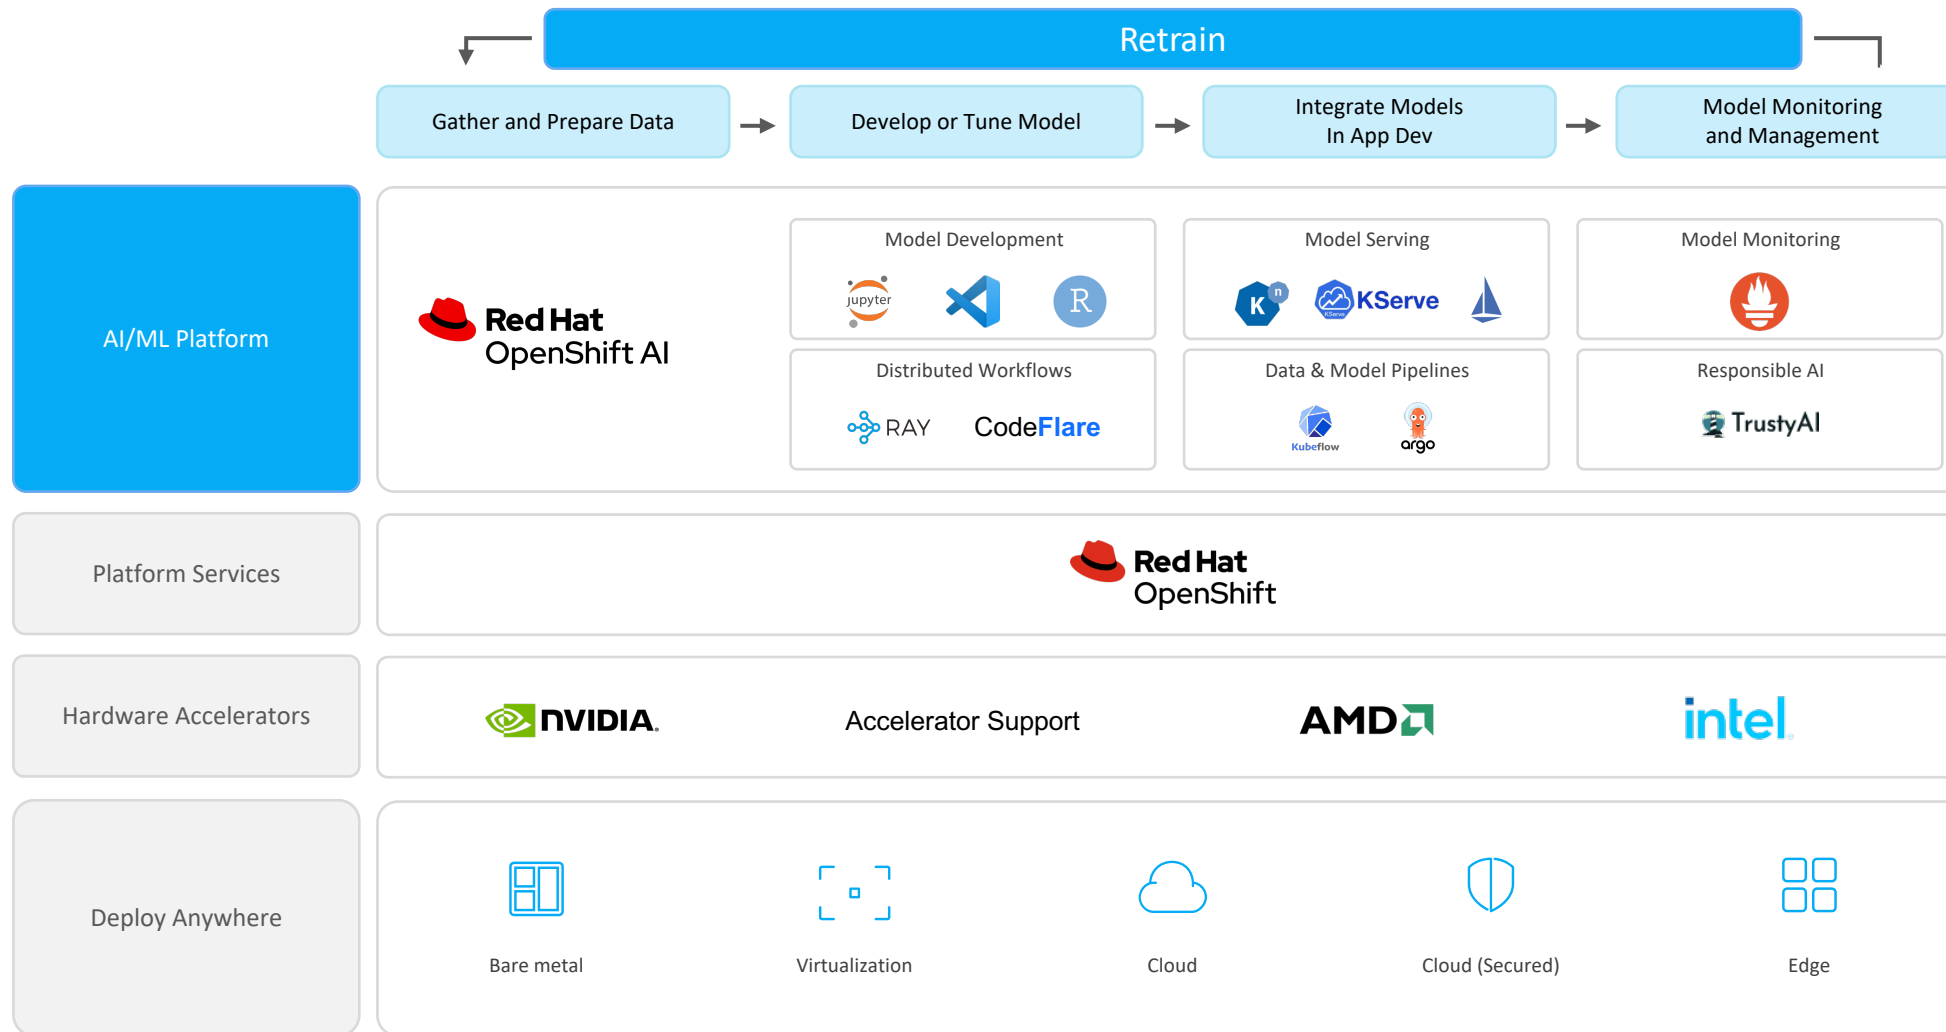 Retrain
Gather and Prepare Data
Develop or Tune Model
Integrate Models
In App Dev
Model Monitoring
and Management
AI/ML Platform
Red Hat
OpenShift AI
Model Development
jupyter
R
Model Serving
K n
KServe
KServe
Model Monitoring
Distributed Workflows
RAY
CodeFlare
Data & Model Pipelines
Kubeflow
argo
Responsible AI
TrustyAI
Platform Services
Red Hat
OpenShift
Hardware Accelerators
NVIDIA.
Accelerator Support
AMD
intel.
Deploy Anywhere
Bare metal
Virtualization
Cloud
Cloud (Secured)
Edge